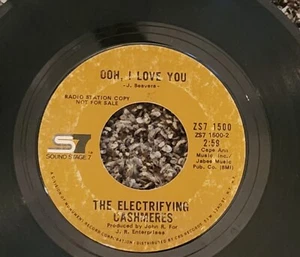 OOH, I LOVE YOU
-J. Beavers-
RADIO STATION COPY
NOT FOR SALE
ZS7 1500
ZS7 1500-2
2:59
Cape Ann
Music Inc./
Jabes Music
Pub. Co. (BMI)
S7
SOUND STAGE 7
THE ELECTRIFYING
CASHMERES
Produced by John R. For
J. R. Enterprises